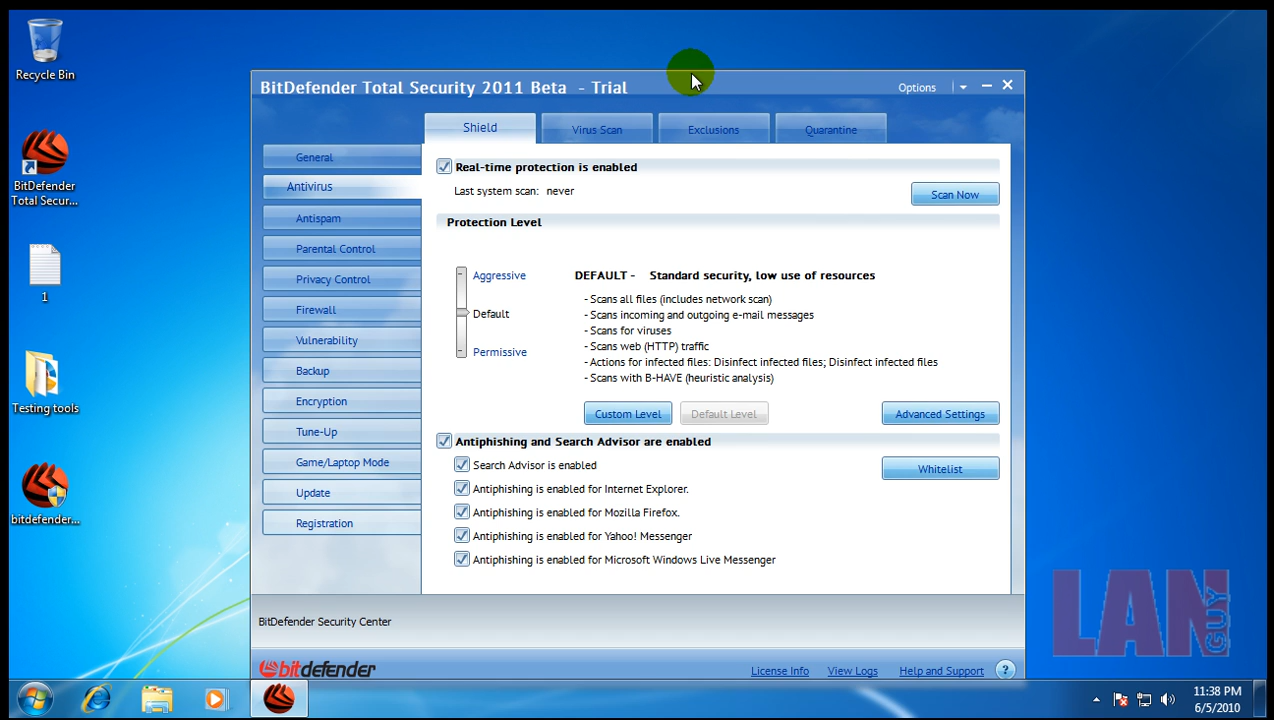 Recycle Bin
BitDefender
Total Secur...
1
Testing tools
bitdefender...
BitDefender Total Security 2011 Beta - Trial
Options
Shield
Virus Scan
Exclusions
Quarantine
General
Antivirus
Antispam
Parental Control
Privacy Control
Firewall
Vulnerability
Backup
Encryption
Tune-Up
Game/Laptop Mode
Update
Registration
Real-time protection is enabled
Last system scan: never
Scan Now
Protection Level
Aggressive
Default
Permissive
DEFAULT - Standard security, low use of resources
- Scans all files (includes network scan)
- Scans incoming and outgoing e-mail messages
- Scans for viruses
- Scans web (HTTP) traffic
- Actions for infected files: Disinfect infected files; Disinfect infected files
- Scans with B-HAVE (heuristic analysis)
Custom Level
Default Level
Advanced Settings
Antiphishing and Search Advisor are enabled
Search Advisor is enabled
Whitelist
Antiphishing is enabled for Internet Explorer.
Antiphishing is enabled for Mozilla Firefox.
Antiphishing is enabled for Yahoo! Messenger
Antiphishing is enabled for Microsoft Windows Live Messenger
BitDefender Security Center
bitdefender
License Info
View Logs
Help and Support
?
LAN
GUY
11:38 PM
6/5/2010